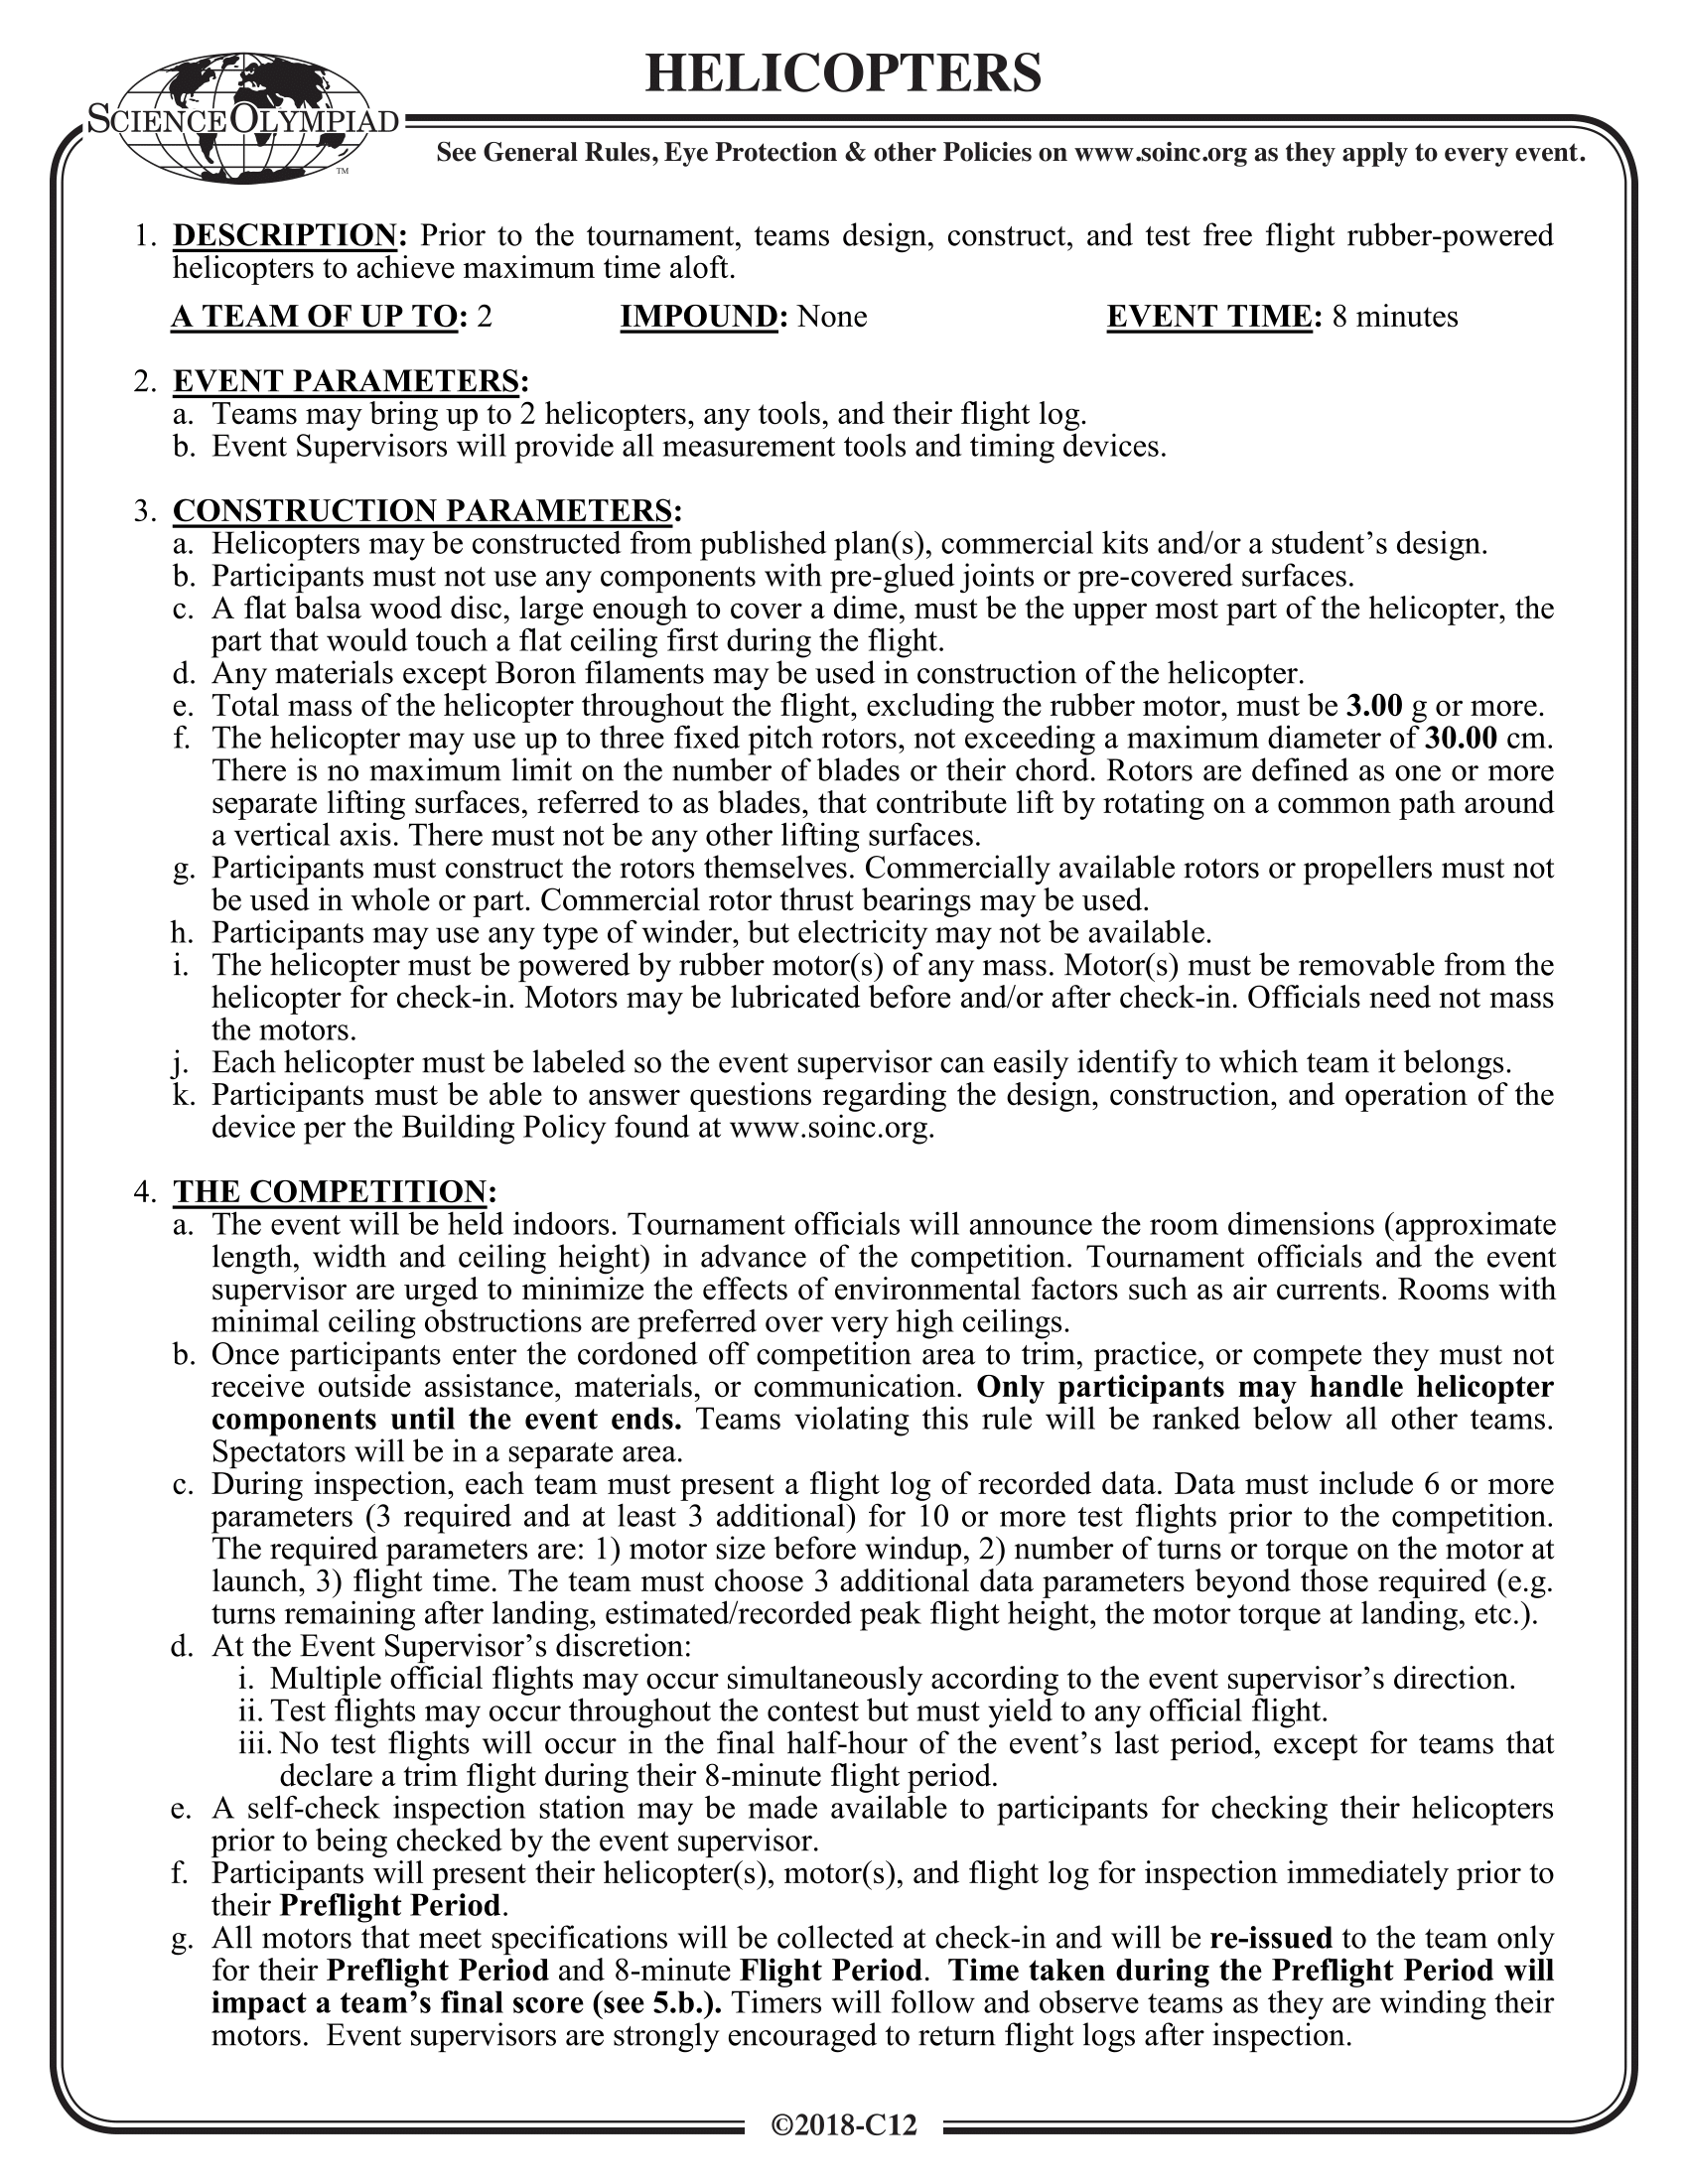 HELICOPTERS
SCIENCE OLYMPIAD
TM
See General Rules, Eye Protection & other Policies on www.soinc.org as they apply to every event.
1. DESCRIPTION: Prior to the tournament, teams design, construct, and test free flight rubber-powered
helicopters to achieve maximum time aloft.
A TEAM OF UP TO: 2 IMPOUND: None EVENT TIME: 8 minutes
2. EVENT PARAMETERS:
a. Teams may bring up to 2 helicopters, any tools, and their flight log.
b. Event Supervisors will provide all measurement tools and timing devices.
3. CONSTRUCTION PARAMETERS:
a. Helicopters may be constructed from published plan(s), commercial kits and/or a student's design.
b. Participants must not use any components with pre-glued joints or pre-covered surfaces.
c. A flat balsa wood disc, large enough to cover a dime, must be the upper most part of the helicopter, the
part that would touch a flat ceiling first during the flight.
d. Any materials except Boron filaments may be used in construction of the helicopter.
e. Total mass of the helicopter throughout the flight, excluding the rubber motor, must be 3.00 g or more.
f. The helicopter may use up to three fixed pitch rotors, not exceeding a maximum diameter of 30.00 cm.
There is no maximum limit on the number of blades or their chord. Rotors are defined as one or more
separate lifting surfaces, referred to as blades, that contribute lift by rotating on a common path around
a vertical axis. There must not be any other lifting surfaces.
g. Participants must construct the rotors themselves. Commercially available rotors or propellers must not
be used in whole or part. Commercial rotor thrust bearings may be used.
h. Participants may use any type of winder, but electricity may not be available.
i. The helicopter must be powered by rubber motor(s) of any mass. Motor(s) must be removable from the
helicopter for check-in. Motors may be lubricated before and/or after check-in. Officials need not mass
the motors.
j. Each helicopter must be labeled so the event supervisor can easily identify to which team it belongs.
k. Participants must be able to answer questions regarding the design, construction, and operation of the
device per the Building Policy found at www.soinc.org.
4. THE COMPETITION:
a. The event will be held indoors. Tournament officials will announce the room dimensions (approximate
length, width and ceiling height) in advance of the competition. Tournament officials and the event
supervisor are urged to minimize the effects of environmental factors such as air currents. Rooms with
minimal ceiling obstructions are preferred over very high ceilings.
b. Once participants enter the cordoned off competition area to trim, practice, or compete they must not
receive outside assistance, materials, or communication. Only participants may handle helicopter
components until the event ends. Teams violating this rule will be ranked below all other teams.
Spectators will be in a separate area.
c. During inspection, each team must present a flight log of recorded data. Data must include 6 or more
parameters (3 required and at least 3 additional) for 10 or more test flights prior to the competition.
The required parameters are: 1) motor size before windup, 2) number of turns or torque on the motor at
launch, 3) flight time. The team must choose 3 additional data parameters beyond those required (e.g.
turns remaining after landing, estimated/recorded peak flight height, the motor torque at landing, etc.).
d. At the Event Supervisor's discretion:
i. Multiple official flights may occur simultaneously according to the event supervisor's direction.
ii. Test flights may occur throughout the contest but must yield to any official flight.
iii. No test flights will occur in the final half-hour of the event's last period, except for teams that
declare a trim flight during their 8-minute flight period.
e. A self-check inspection station may be made available to participants for checking their helicopters
prior to being checked by the event supervisor.
f. Participants will present their helicopter(s), motor(s), and flight log for inspection immediately prior to
their Preflight Period.
g. All motors that meet specifications will be collected at check-in and will be re-issued to the team only
for their Preflight Period and 8-minute Flight Period. Time taken during the Preflight Period will
impact a team's final score (see 5.b.). Timers will follow and observe teams as they are winding their
motors. Event supervisors are strongly encouraged to return flight logs after inspection.
©2018-C12